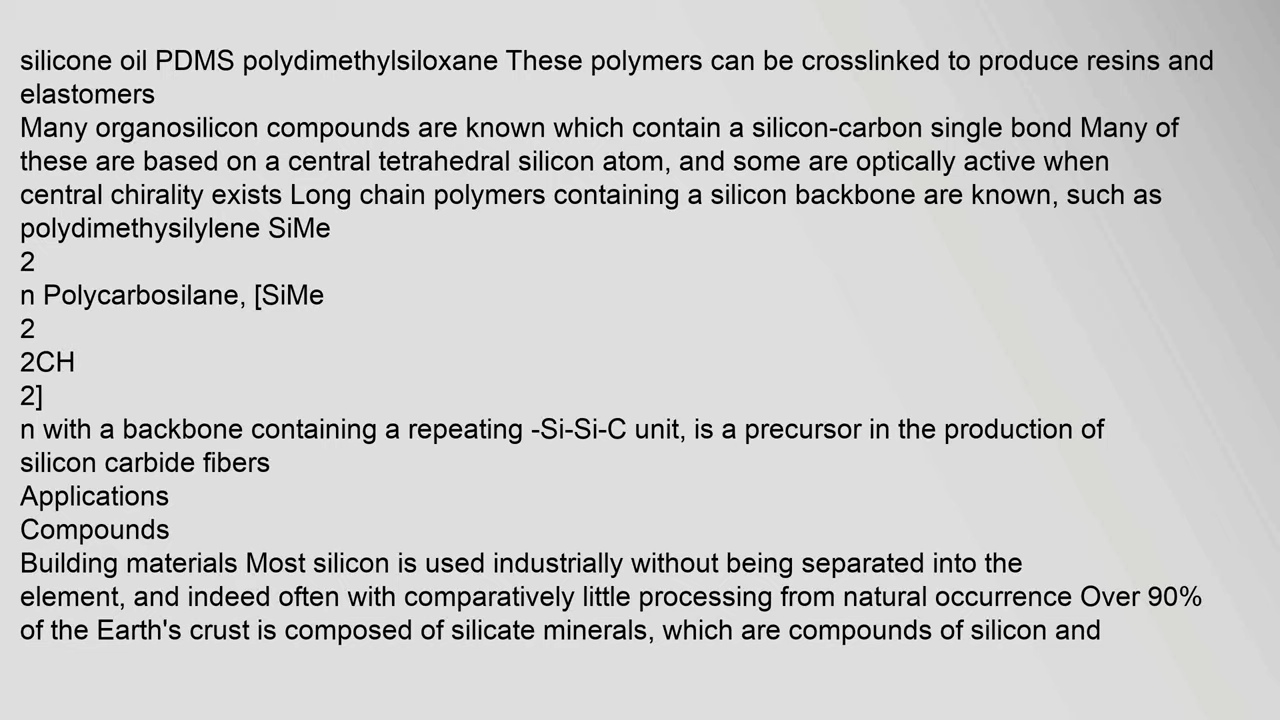 silicone oil PDMS polydimethylsiloxane These polymers can be crosslinked to produce resins and
elastomers
Many organosilicon compounds are known which contain a silicon-carbon single bond Many of
these are based on a central tetrahedral silicon atom, and some are optically active when
central chirality exists Long chain polymers containing a silicon backbone are known, such as
polydimethysilylene SiMe
2
n Polycarbosilane, [SiMe
2
2CH
2]
n with a backbone containing a repeating -Si-Si-C unit, is a precursor in the production of
silicon carbide fibers
Applications
Compounds
Building materials Most silicon is used industrially without being separated into the
element, and indeed often with comparatively little processing from natural occurrence Over 90%
of the Earth's crust is composed of silicate minerals, which are compounds of silicon and